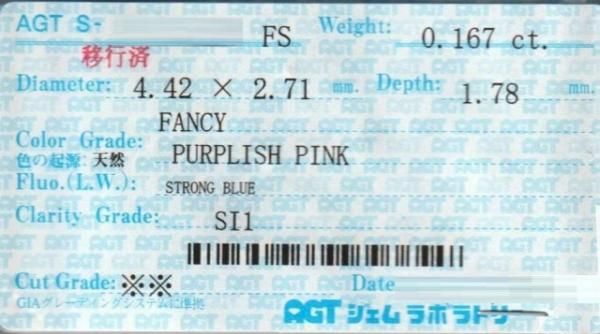 AGT S- FS Weight: 0.167 ct.
移行済
Diameter: 4.42 × 2.71 mm. Depth: 1.78 mm.
FANCY
Color Grade:
色の起源: 天然 PURPLISH PINK
Fluo.(L.W.): STRONG BLUE
Clarity Grade: SI1
Cut Grade: ※※ Date
GIAグレーディングシステムに準拠
AGT ジェムラボラトリー